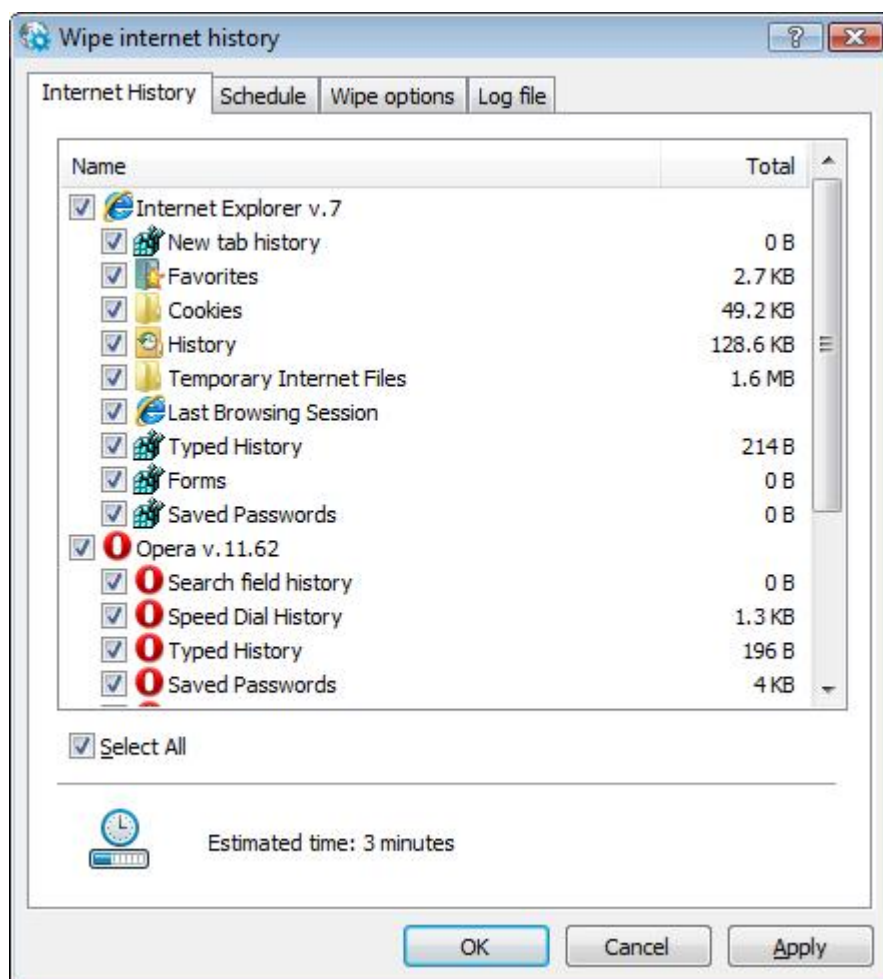 Wipe internet history
Internet History Schedule Wipe options Log file
Name Total
Internet Explorer v.7
New tab history 0 B
Favorites 2.7 KB
Cookies 49.2 KB
History 128.6 KB
Temporary Internet Files 1.6 MB
Last Browsing Session
Typed History 214 B
Forms 0 B
Saved Passwords 0 B
Opera v.11.62
Search field history 0 B
Speed Dial History 1.3 KB
Typed History 196 B
Saved Passwords 4 KB
Select All
Estimated time: 3 minutes
OK Cancel Apply